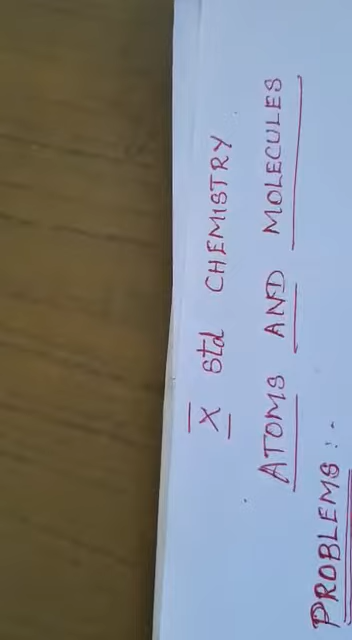 X Std CHEMISTRY
ATOMS AND MOLECULES
PROBLEMS :-